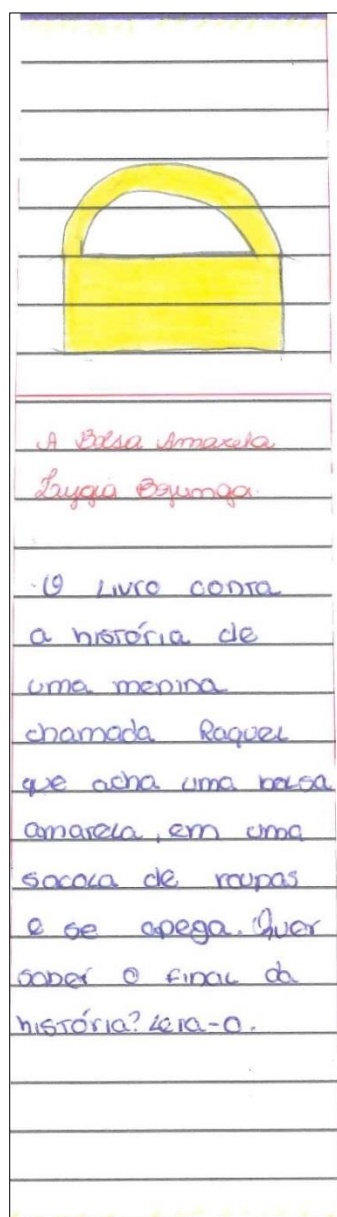 A Bolsa Amarela
Lygia Bojunga.
O Livro conta
a história de
uma menina
chamada Raquel
que acha uma bolsa
amarela, em uma
sacola de roupas
e se apega. Quer
saber o final da
história? Leia-o.